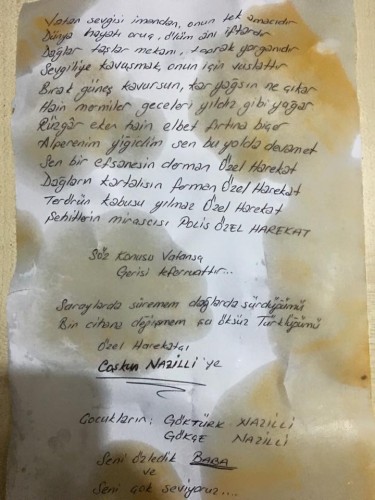 Vatan sevgisi imandan, onun tek amacıdır
Dünya hayatı oruç, ölüm anı iftardır
Dağlar taşlar mekanı, toprak yorganıdır
Sevgiliye kavuşmak, onun için vuslattır
Bırak güneş kavursun, kar yağsın ne çıkar
Hain mermiler geceleri yıldız gibi yağar
Rüzgâr eken hain elbet fırtına biçer
Alperenim yiğidim sen bu yolda devam et
Sen bir efsanesin derman Özel Harekat
Dağların kartalısın ferman Özel Harekat
Terörün kabusu yılmaz Özel Harekat
Şehitlerin mirasçısı POLİS ÖZEL HAREKAT
Söz konusu Vatansa
Gerisi teferruattır...
Saraylarda süremem dağlarda sürdüğümü
Bin cihana değişmem şu öksüz Türklüğümü
Özel Harekatçı
Coşkun NAZİLLİ'ye
Çocukların: GÖKTÜRK NAZİLLİ
GÖKÇE NAZİLLİ
Seni özledik BABA
ve
Seni çok seviyoruz....